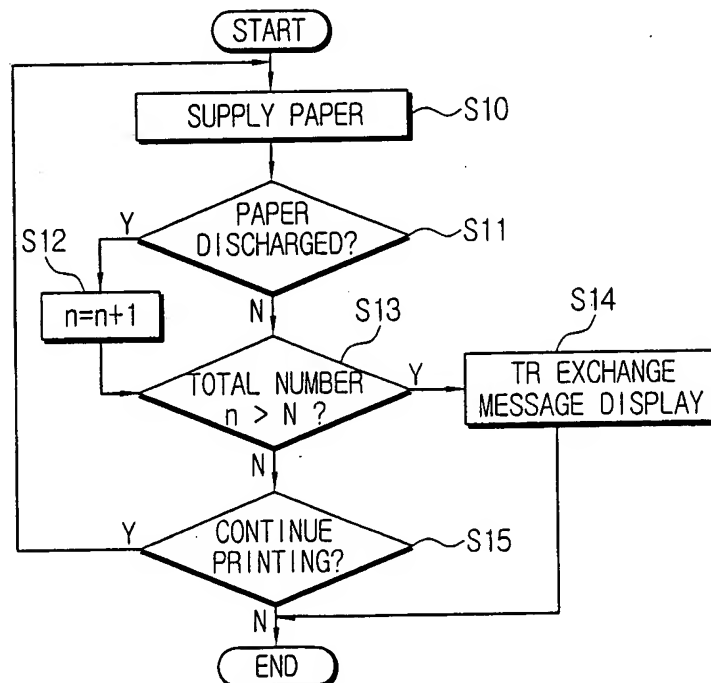 START
SUPPLY PAPER
S10
PAPER
DISCHARGED?
S11
Y
S12
n=n+1
N
S13
TOTAL NUMBER
n > N ?
Y
S14
TR EXCHANGE
MESSAGE DISPLAY
N
Y
CONTINUE
PRINTING?
S15
N
END